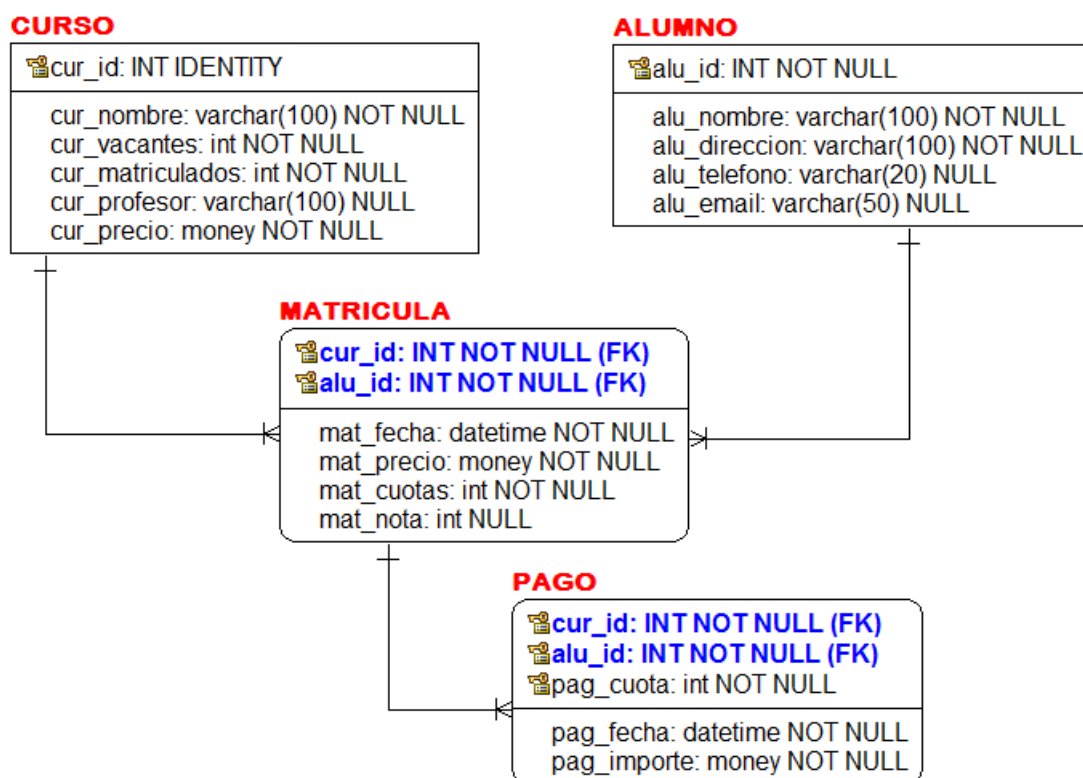 CURSO
cur_id: INT IDENTITY
cur_nombre: varchar(100) NOT NULL
cur_vacantes: int NOT NULL
cur_matriculados: int NOT NULL
cur_profesor: varchar(100) NULL
cur_precio: money NOT NULL
ALUMNO
alu_id: INT NOT NULL
alu_nombre: varchar(100) NOT NULL
alu_direccion: varchar(100) NOT NULL
alu_telefono: varchar(20) NULL
alu_email: varchar(50) NULL
MATRICULA
cur_id: INT NOT NULL (FK)
alu_id: INT NOT NULL (FK)
mat_fecha: datetime NOT NULL
mat_precio: money NOT NULL
mat_cuotas: int NOT NULL
mat_nota: int NULL
PAGO
cur_id: INT NOT NULL (FK)
alu_id: INT NOT NULL (FK)
pag_cuota: int NOT NULL
pag_fecha: datetime NOT NULL
pag_importe: money NOT NULL